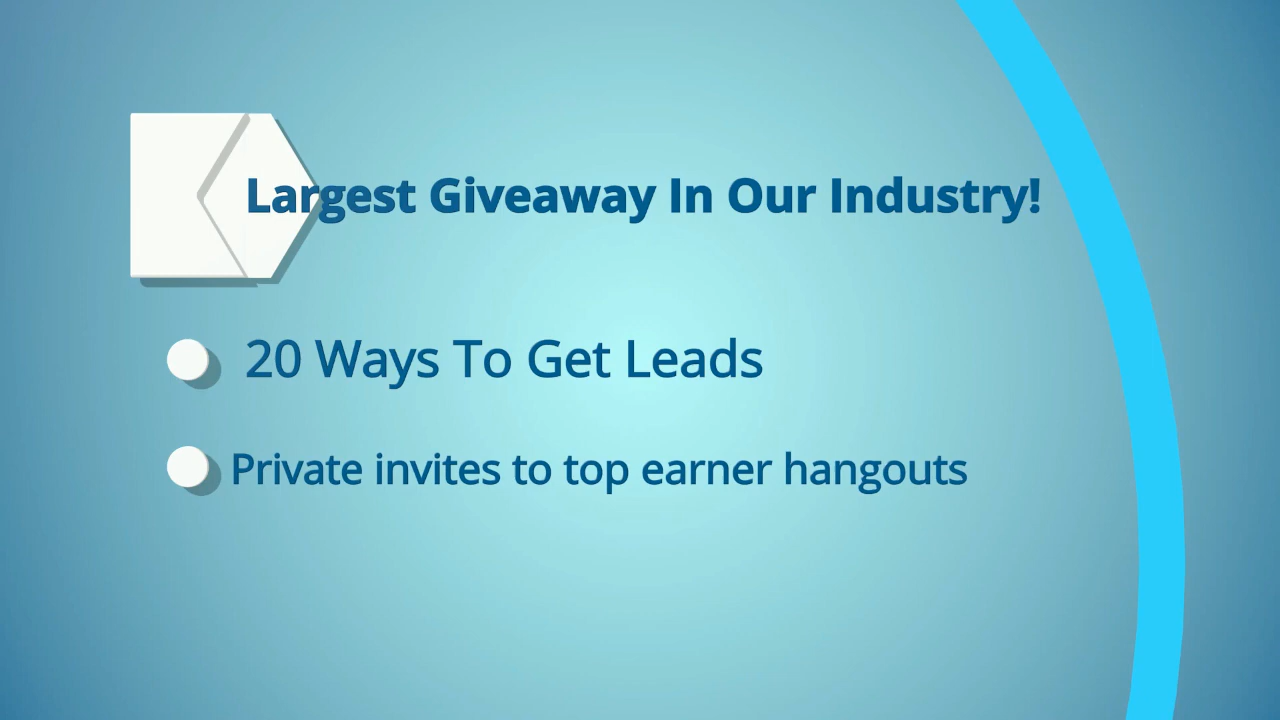 Largest Giveaway In Our Industry!
20 Ways To Get Leads
Private invites to top earner hangouts